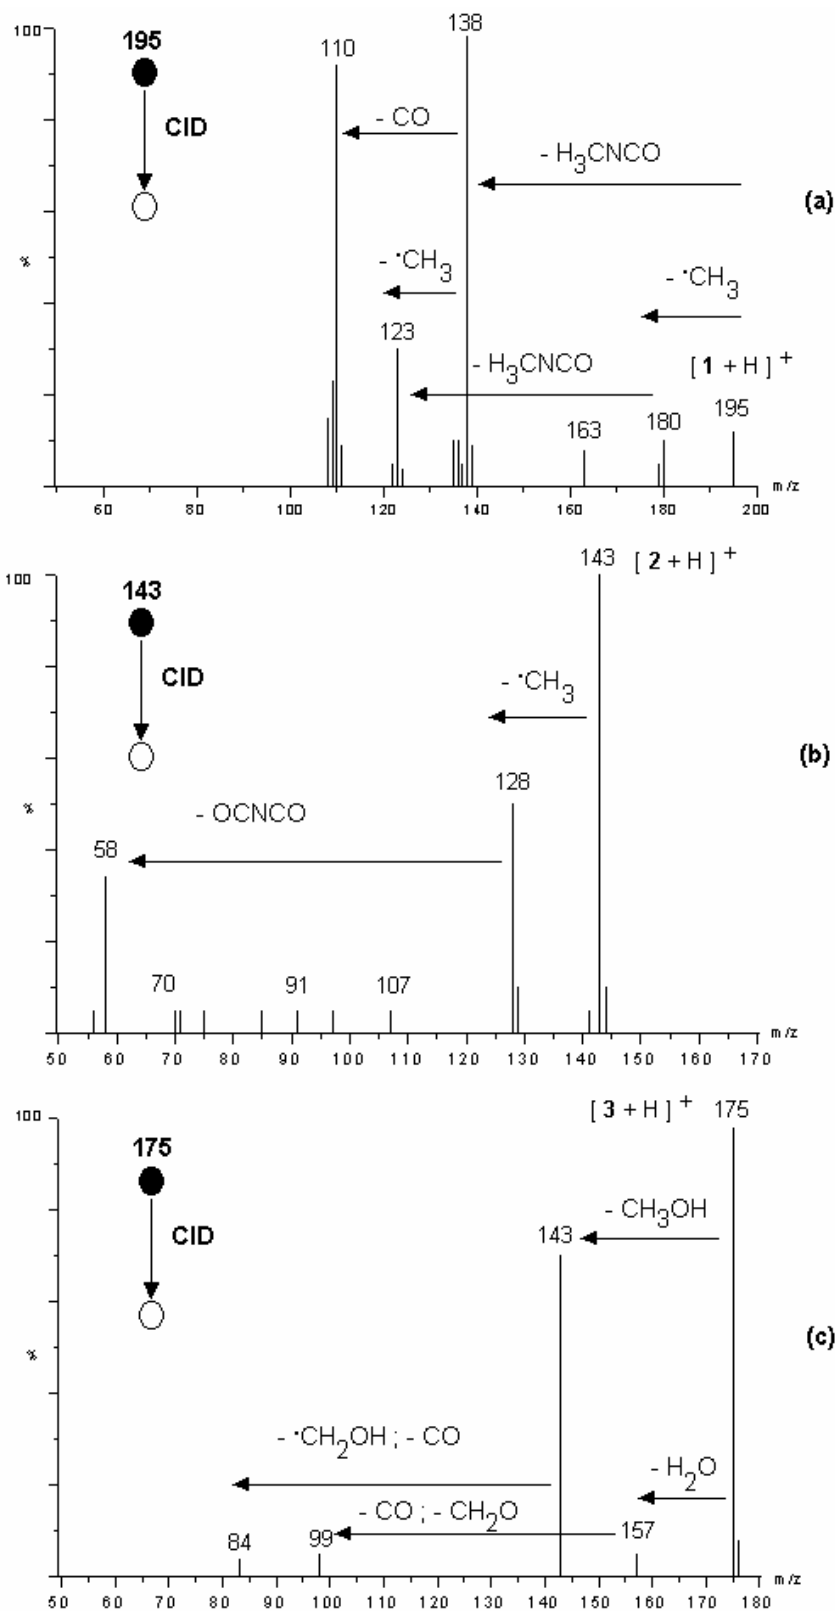 100
195
CID
110
138
- CO
- H3CNCO
(a)
%
- ·CH3
- ·CH3
123
- H3CNCO
[ 1 + H ] +
163
180
195
60 80 100 120 140 160 180 200 m/z
100
143
CID
143
[ 2 + H ] +
- ·CH3
(b)
%
128
- OCNCO
58
70
91
107
50 60 70 80 90 100 110 120 130 140 150 160 170 m/z
100
175
CID
[ 3 + H ] +
175
- CH3OH
143
(c)
%
- ·CH2OH ; - CO
- H2O
- CO ; - CH2O
84
99
157
50 60 70 80 90 100 110 120 130 140 150 160 170 180 m/z